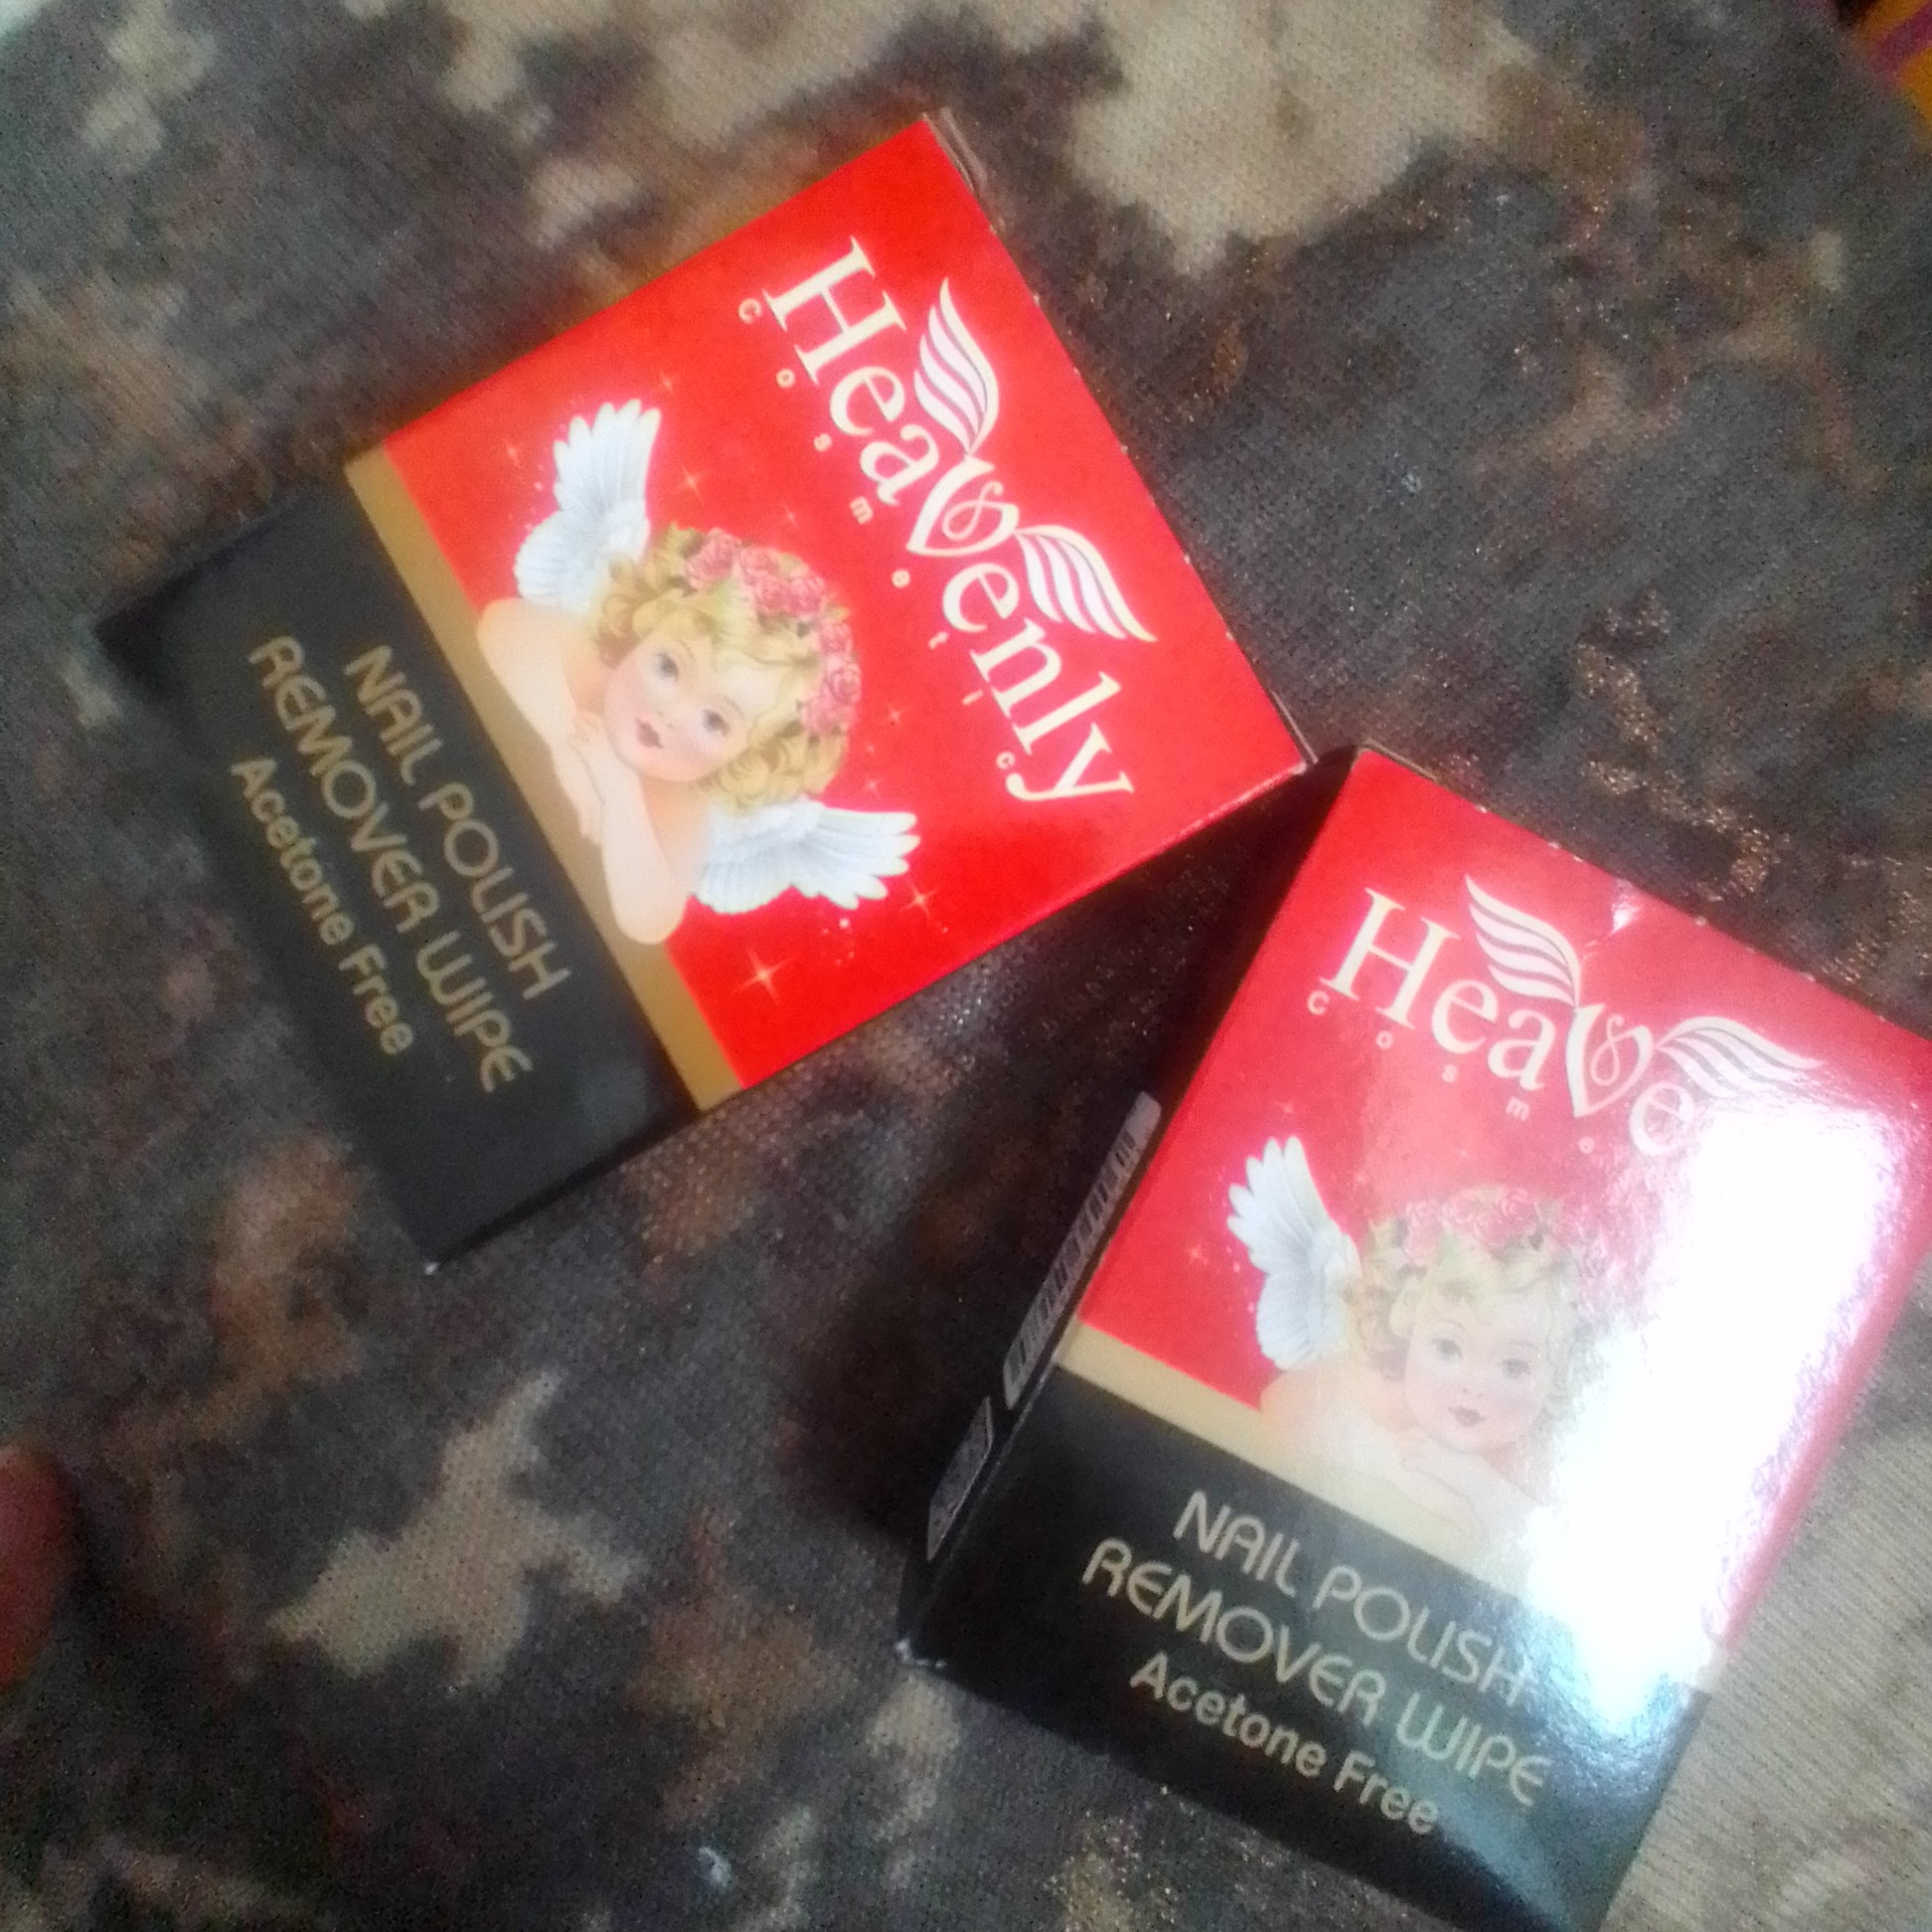 Heavenly
cosmetic
NAIL POLISH
REMOVER WIPE
Acetone Free
Heave
cosme
NAIL POLISH
REMOVER WIPE
Acetone Free